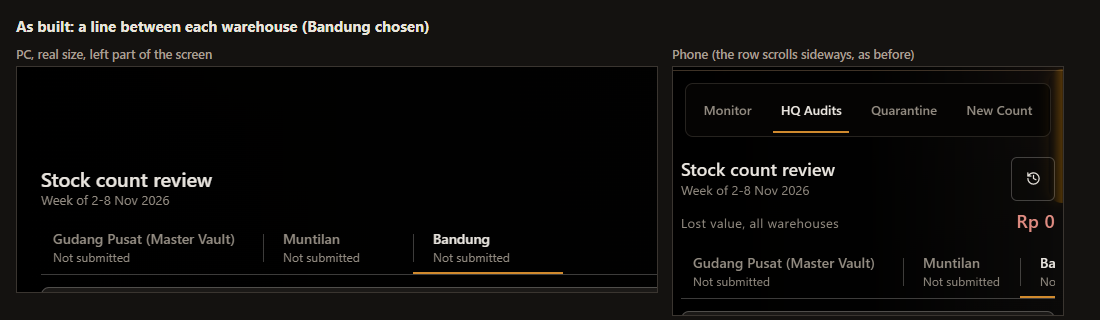 As built: a line between each warehouse (Bandung chosen)
PC, real size, left part of the screen
Stock count review
Week of 2-8 Nov 2026
Gudang Pusat (Master Vault) Muntilan Bandung
Not submitted Not submitted Not submitted
Phone (the row scrolls sideways, as before)
Monitor HQ Audits Quarantine New Count
Stock count review
Week of 2-8 Nov 2026
Lost value, all warehouses Rp 0
Gudang Pusat (Master Vault) Muntilan Ba
Not submitted Not submitted No